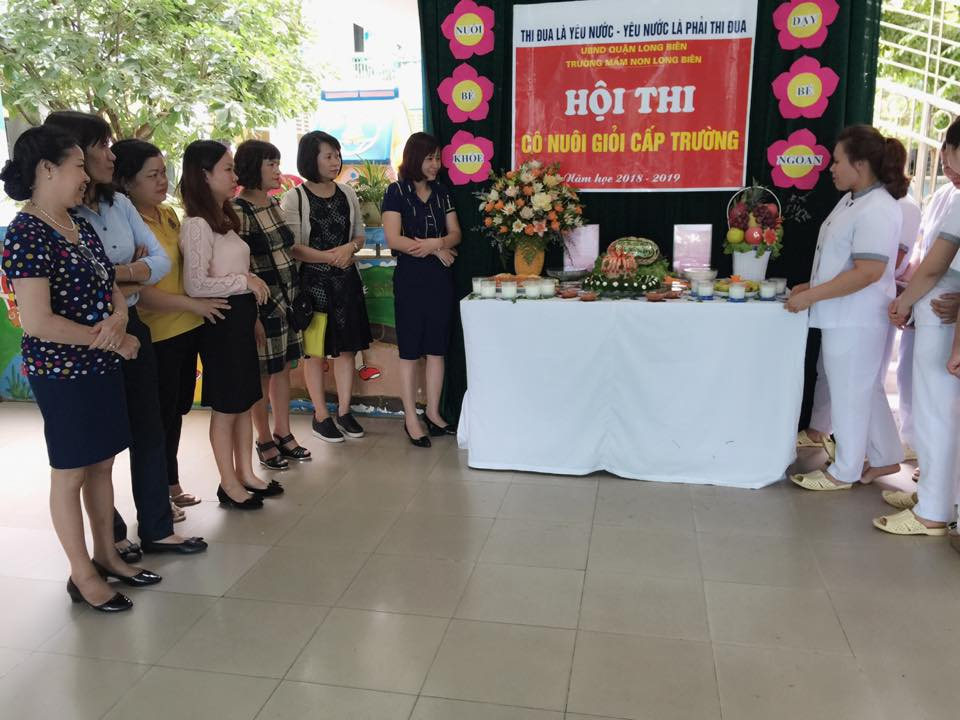 NUÔI
BÉ
KHỎE
THI ĐUA LÀ YÊU NƯỚC - YÊU NƯỚC LÀ PHẢI THI ĐUA
UBND QUẬN LONG BIÊN
TRƯỜNG MẦM NON LONG BIÊN
HỘI THI
CÔ NUÔI GIỎI CẤP TRƯỜNG
Năm học 2018 - 2019
DẠY
BÉ
NGOAN